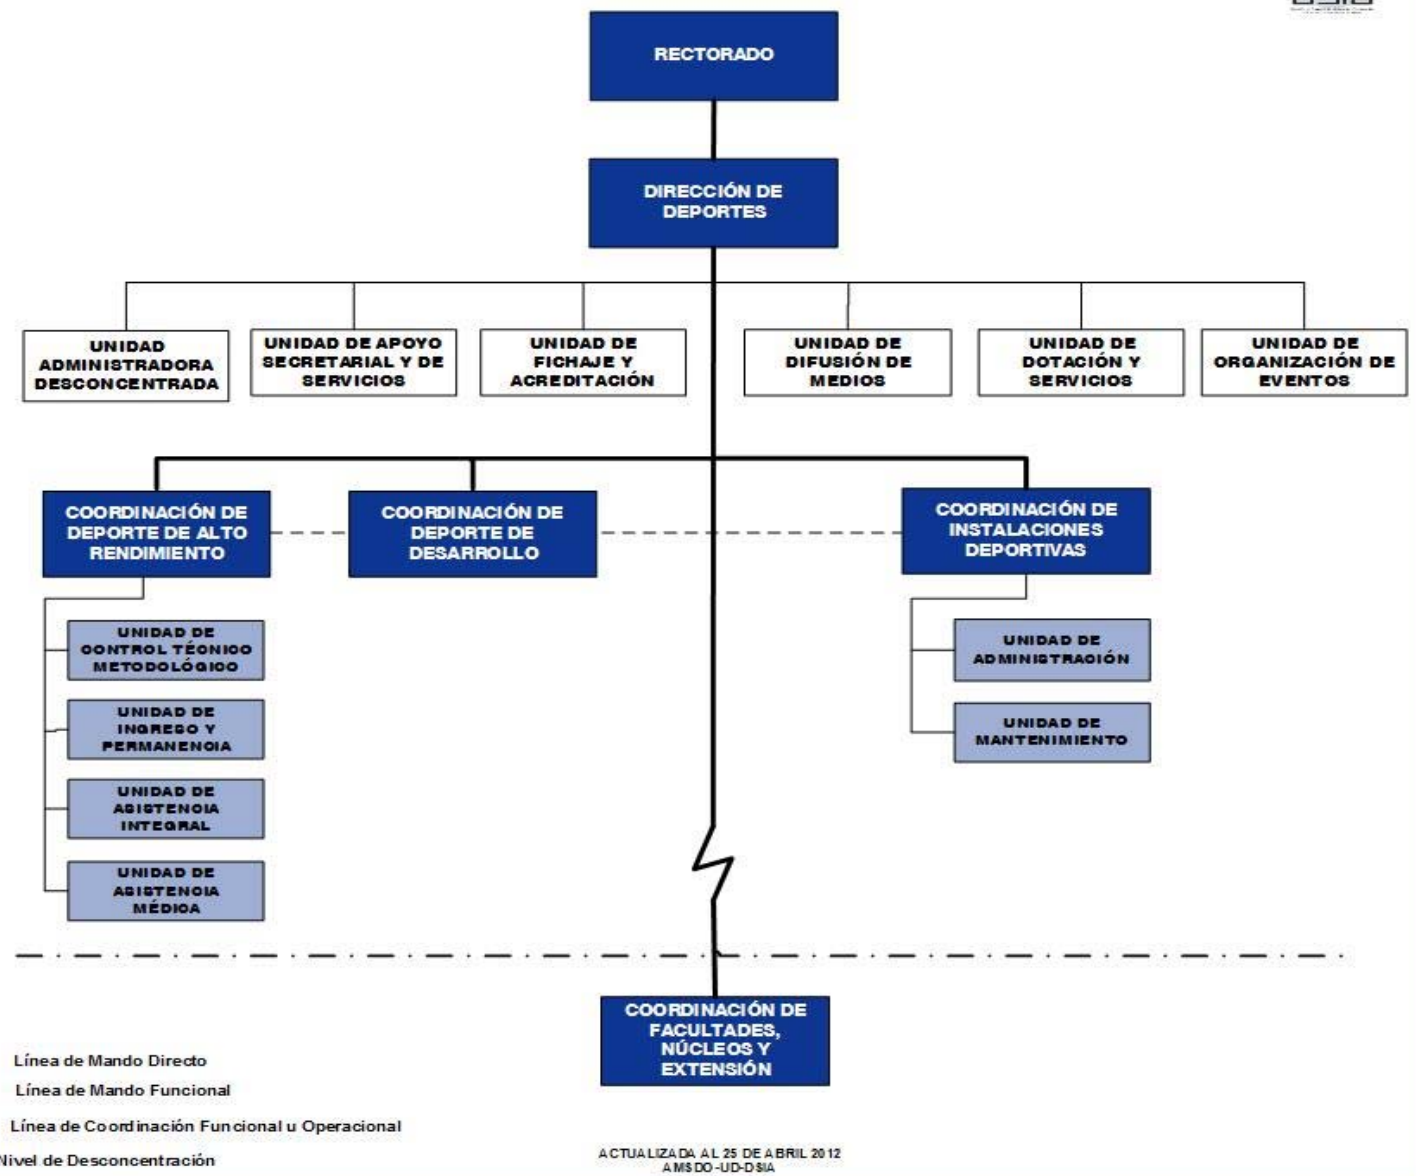 RECTORADO
DIRECCIÓN DE
DEPORTES
UNIDAD
ADMINISTRADORA
DESCONCENTRADA
UNIDAD DE APOYO
SECRETARIAL Y DE
SERVICIOS
UNIDAD DE
FICHAJE Y
ACREDITACIÓN
UNIDAD DE
DIFUSIÓN DE
MEDIOS
UNIDAD DE
DOTACIÓN Y
SERVICIOS
UNIDAD DE
ORGANIZACIÓN DE
EVENTOS
COORDINACIÓN DE
DEPORTE DE ALTO
RENDIMIENTO
COORDINACIÓN DE
DEPORTE DE
DESARROLLO
COORDINACIÓN DE
INSTALACIONES
DEPORTIVAS
UNIDAD DE
CONTROL TÉCNICO
METODOLÓGICO
UNIDAD DE
INGRESO Y
PERMANENCIA
UNIDAD DE
ASISTENCIA
INTEGRAL
UNIDAD DE
ASISTENCIA
MÉDICA
UNIDAD DE
ADMINISTRACIÓN
UNIDAD DE
MANTENIMIENTO
COORDINACIÓN DE
FACULTADES,
NÚCLEOS Y
EXTENSIÓN
Línea de Mando Directo
Línea de Mando Funcional
Línea de Coordinación Funcional u Operacional
Nivel de Desconcentración
ACTUALIZADA AL 25 DE ABRIL 2012
AMSDO-UD-DSIA